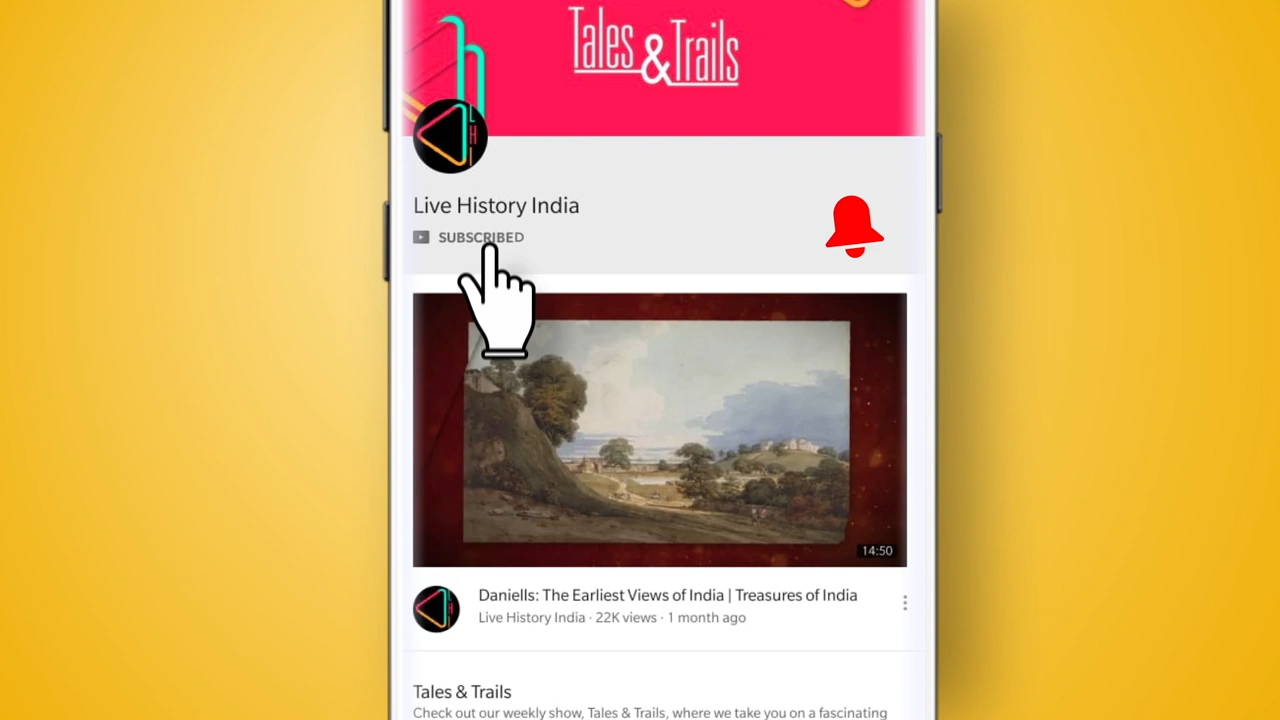 Tales & Trails
LHI
Live History India
SUBSCRIBED
14:50
Daniells: The Earliest Views of India | Treasures of India
Live History India · 22K views · 1 month ago
Tales & Trails
Check out our weekly show, Tales & Trails, where we take you on a fascinating